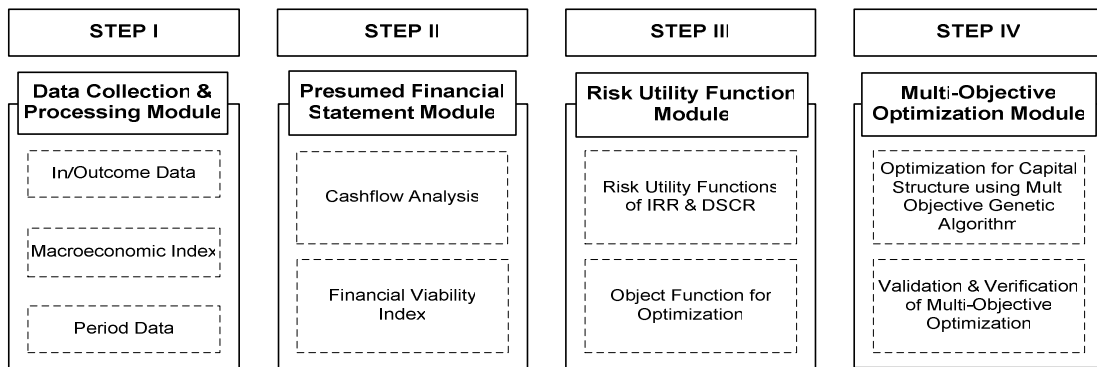 STEP I
STEP II
STEP III
STEP IV
Data Collection &
Processing Module
In/Outcome Data
Macroeconomic Index
Period Data
Presumed Financial
Statement Module
Cashflow Analysis
Financial Viability
Index
Risk Utility Function
Module
Risk Utility Functions
of IRR & DSCR
Object Function for
Optimization
Multi-Objective
Optimization Module
Optimization for Capital
Structure using Mult
Objective Genetic
Algorithm
Validation & Verification
of Multi-Objective
Optimization